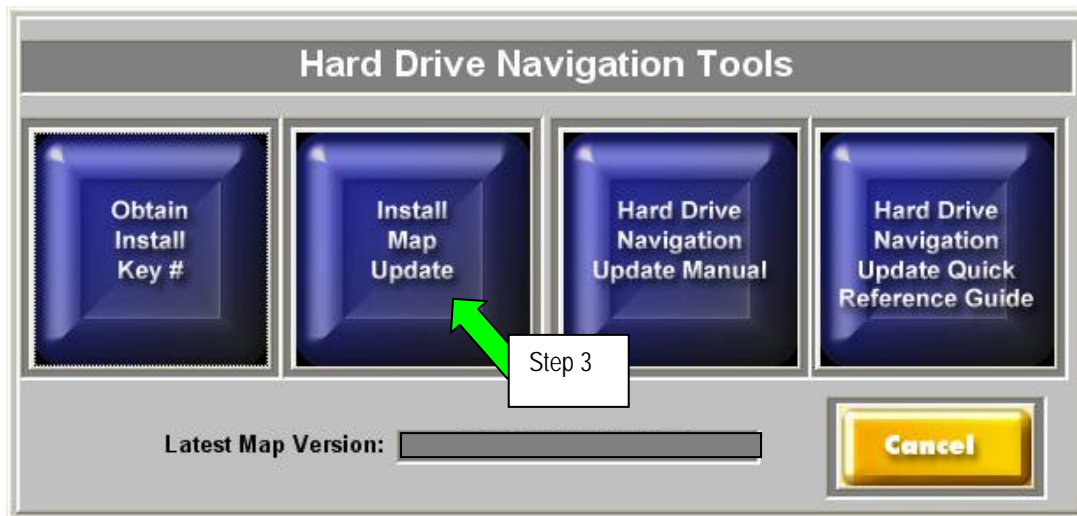 Hard Drive Navigation Tools
Obtain
Install
Key #
Install
Map
Update
Hard Drive
Navigation
Update Manual
Hard Drive
Navigation
Update Quick
Reference Guide
Step 3
Latest Map Version:
Cancel